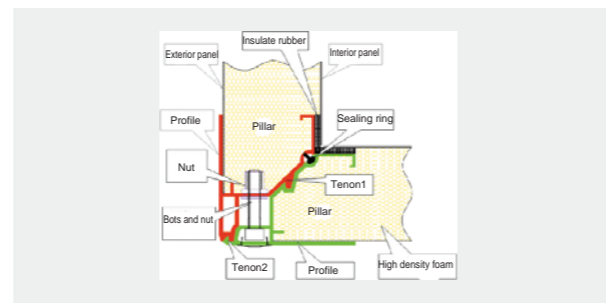 Insulate rubber
Exterior panel
Interior panel
Profile
Pillar
Sealing ring
Nut
Tenon1
Bots and nut
Pillar
High density foam
Tenon2
Profile